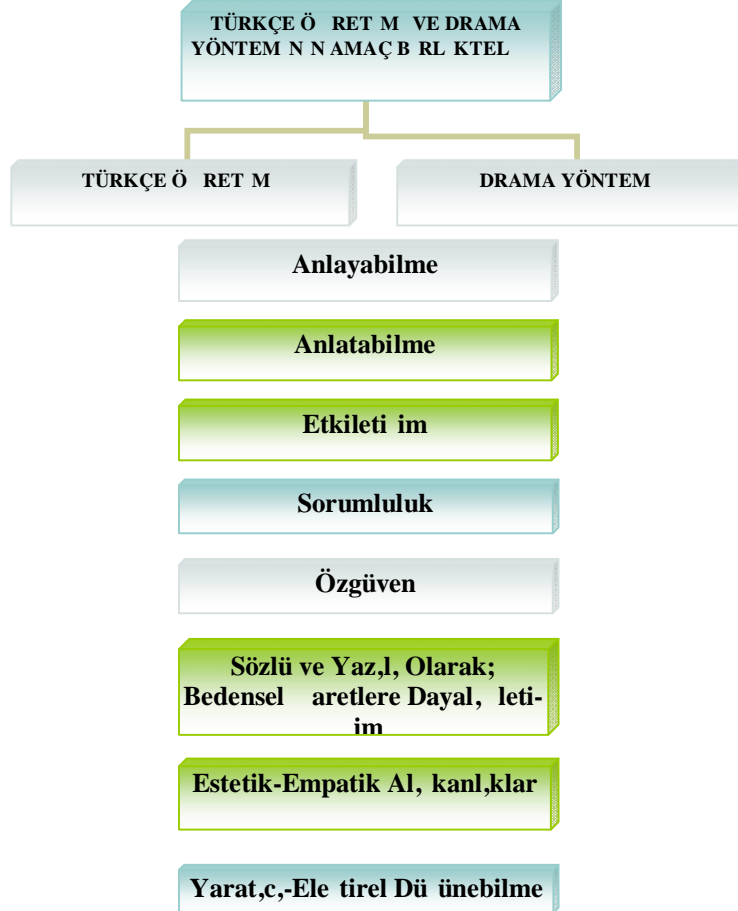 TÜRKÇE Ö RET M VE DRAMA
YÖNTEM N N AMAÇ B RL KTEL
TÜRKÇE Ö RET M
DRAMA YÖNTEM
Anlayabilme
Anlatabilme
Etkileti im
Sorumluluk
Özgüven
Sözlü ve Yaz,l, Olarak;
Bedensel aretlere Dayal, leti-
im
Estetik-Empatik Al, kanl,klar
Yarat,c,-Ele tirel Dü ünebilme